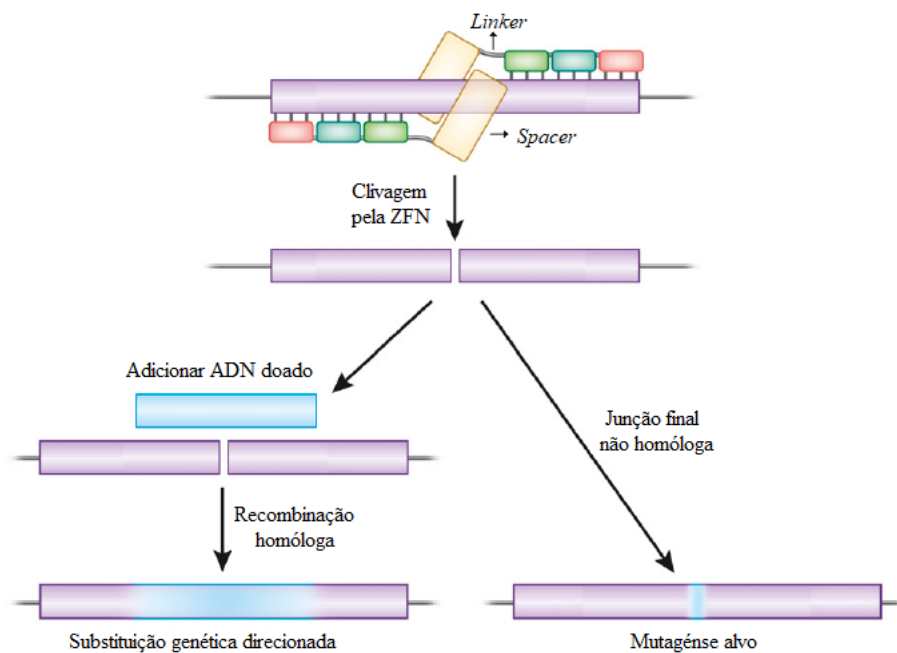 Linker
Spacer
Clivagem
pela ZFN
Adicionar ADN doado
Junção final
não homóloga
Recombinação
homóloga
Substituição genética direcionada
Mutagénse alvo